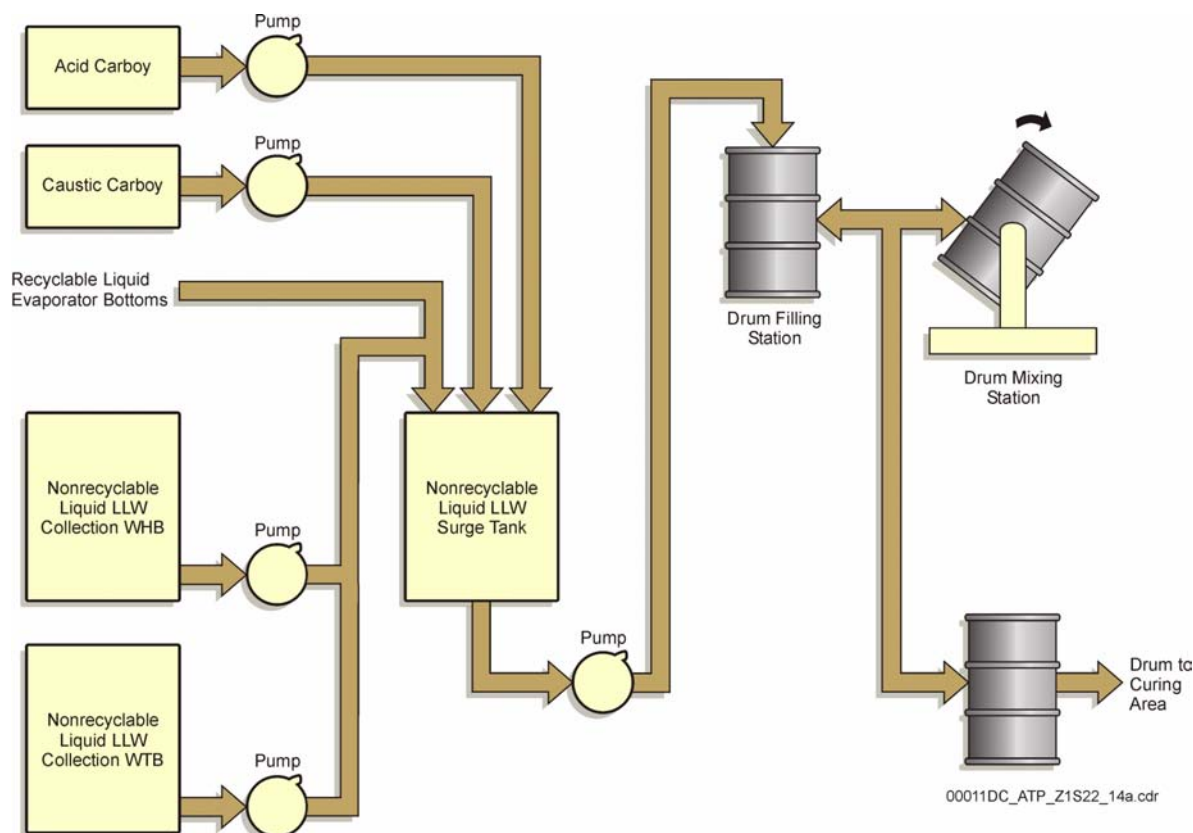 Pump
Acid Carboy
Pump
Caustic Carboy
Recyclable Liquid
Evaporator Bottoms
Nonrecyclable
Liquid LLW
Collection WHB
Pump
Nonrecyclable
Liquid LLW
Collection WTB
Pump
Nonrecyclable
Liquid LLW
Surge Tank
Pump
Drum Filling
Station
Drum Mixing
Station
Drum tc
Curing
Area
00011DC_ATP_Z1S22_14a.cdr